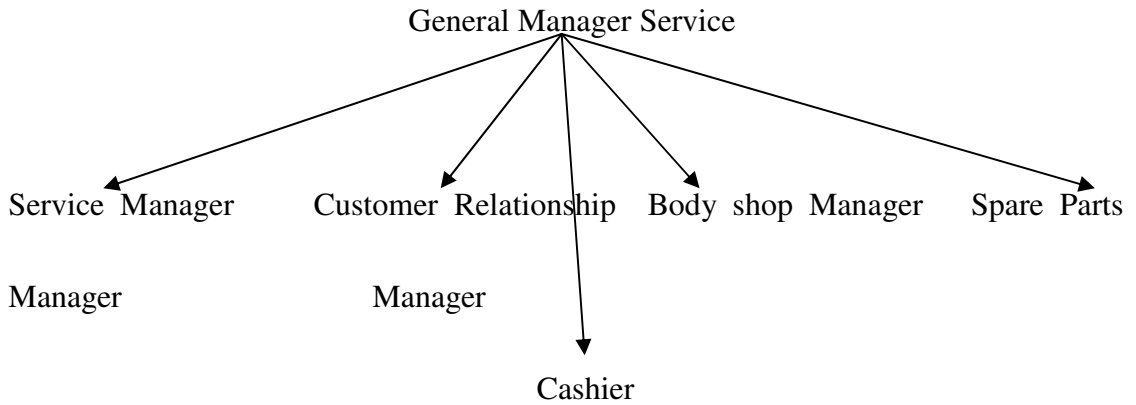 General Manager Service
Service Manager Customer Relationship Body shop Manager Spare Parts
Manager Manager
Cashier